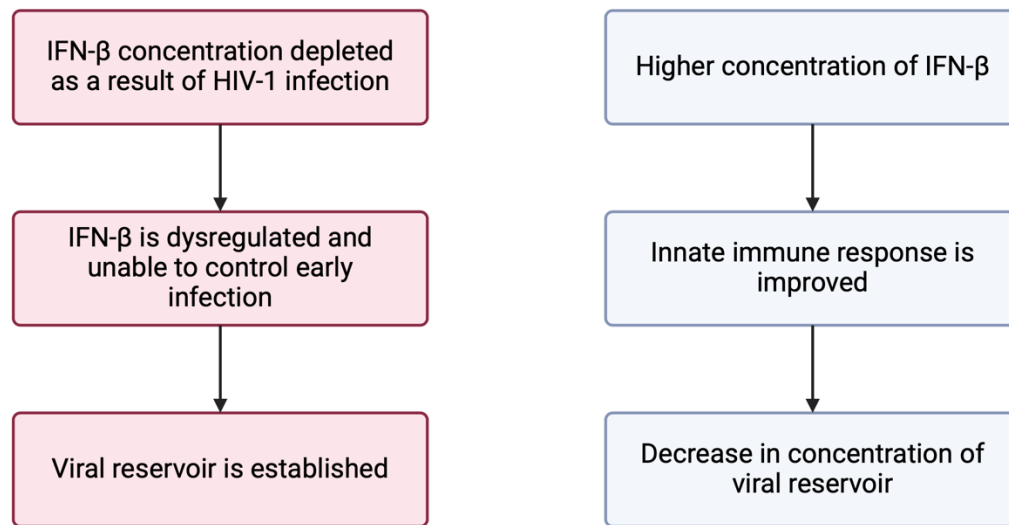 IFN-β concentration depleted
as a result of HIV-1 infection
IFN-β is dysregulated and
unable to control early
infection
Viral reservoir is established
Higher concentration of IFN-β
Innate immune response is
improved
Decrease in concentration of
viral reservoir